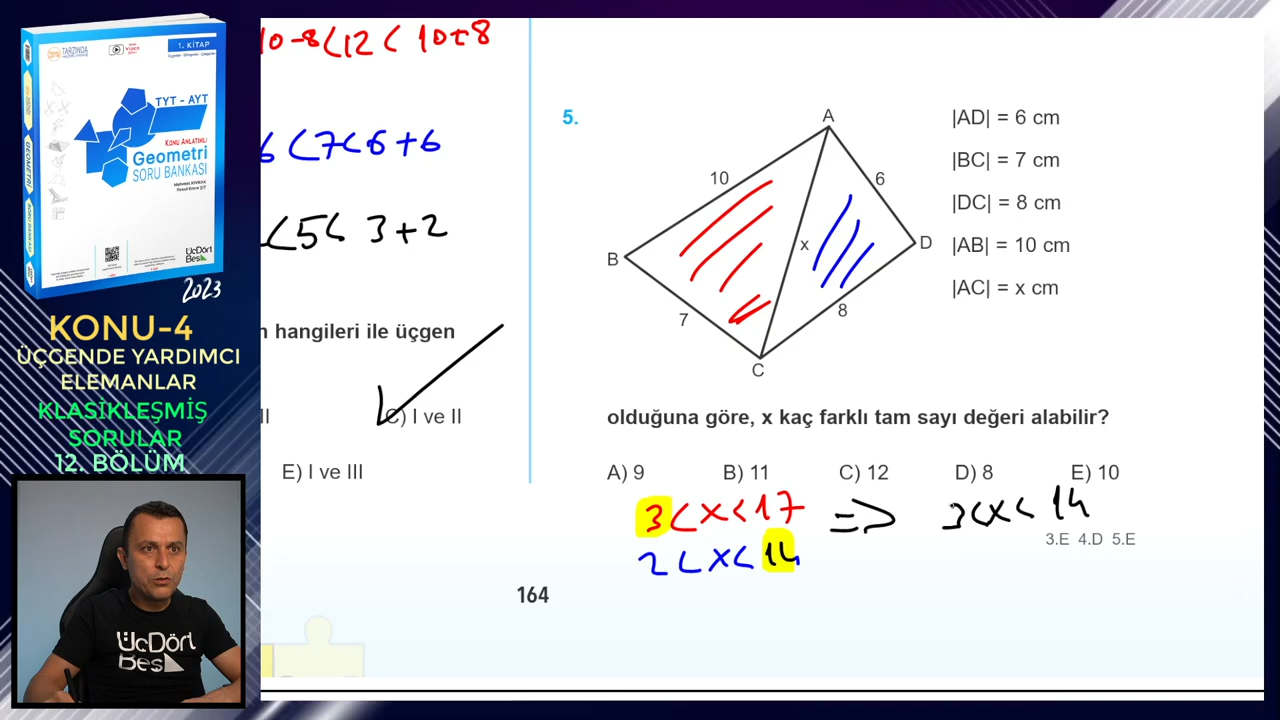 TARZINDA
1. KİTAP
TYT - AYT
KONU ANLATIMLI
Geometri
SORU BANKASI
GEOMETRİ
ÜçDört
Beş
2023
KONU-4
ÜÇGENDE YARDIMCI
ELEMANLAR
KLASİKLEŞMİŞ
SORULAR
12. BÖLÜM
ÜçDört
Beş
10-8<12< 10+8
6<7<6+6
<5< 3+2
n hangileri ile üçgen
II
C) I ve II
E) I ve III
5.
A
10
6
B
x
D
7
8
C
|AD| = 6 cm
|BC| = 7 cm
|DC| = 8 cm
|AB| = 10 cm
|AC| = x cm
olduğuna göre, x kaç farklı tam sayı değeri alabilir?
A) 9 B) 11 C) 12 D) 8 E) 10
3<x<17 => 3<x<14
2<x<14
3.E 4.D 5.E
164